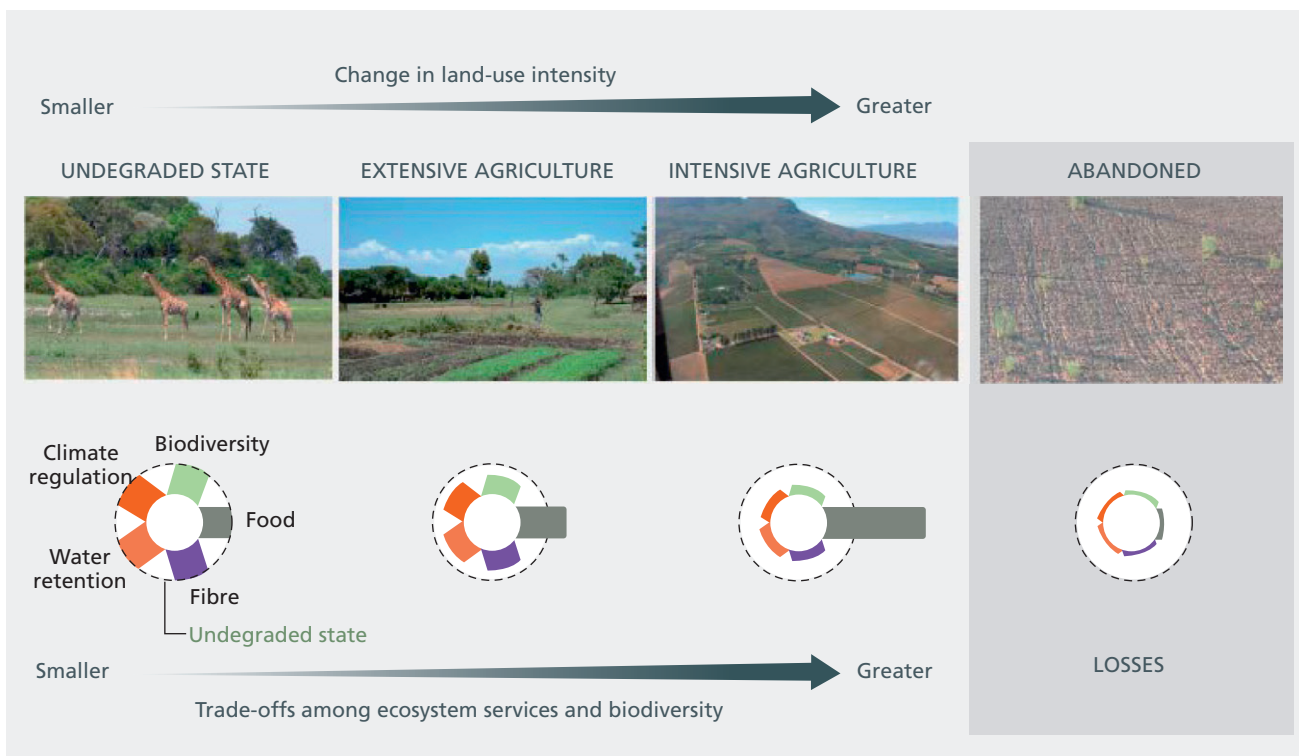 Change in land-use intensity
Smaller
Greater
UNDEGRADED STATE
EXTENSIVE AGRICULTURE
INTENSIVE AGRICULTURE
ABANDONED
Climate
regulation
Biodiversity
Food
Water
retention
Fibre
Undegraded state
Smaller
Greater
LOSSES
Trade-offs among ecosystem services and biodiversity